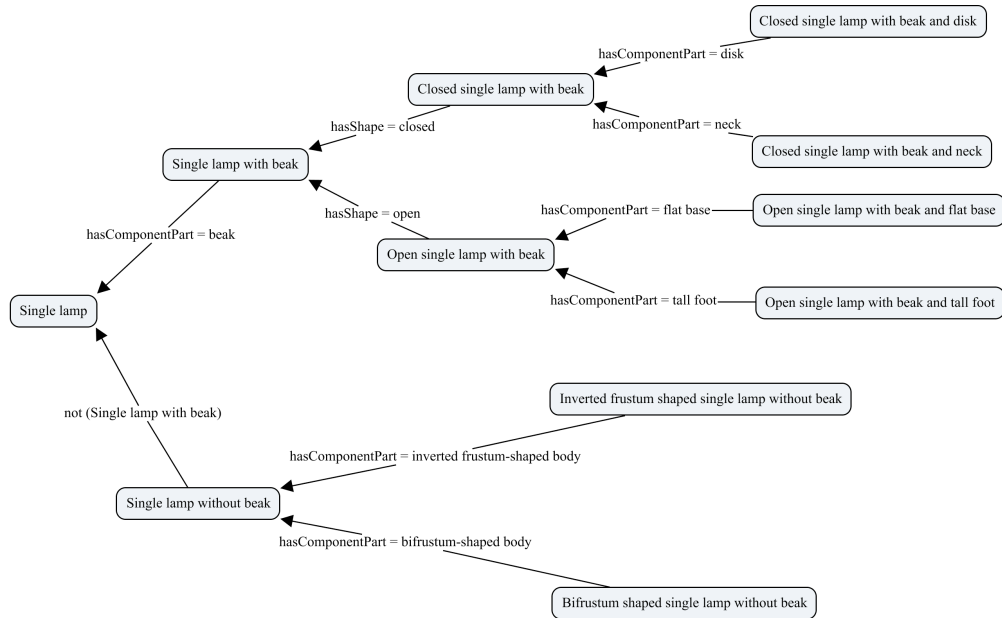 Closed single lamp with beak and disk
hasComponentPart = disk
Closed single lamp with beak
hasComponentPart = neck
hasShape = closed
Closed single lamp with beak and neck
Single lamp with beak
hasComponentPart = flat base
Open single lamp with beak and flat base
hasShape = open
hasComponentPart = beak
Open single lamp with beak
hasComponentPart = tall foot
Open single lamp with beak and tall foot
Single lamp
Inverted frustum shaped single lamp without beak
not (Single lamp with beak)
hasComponentPart = inverted frustum-shaped body
Single lamp without beak
hasComponentPart = bifrustum-shaped body
Bifrustum shaped single lamp without beak